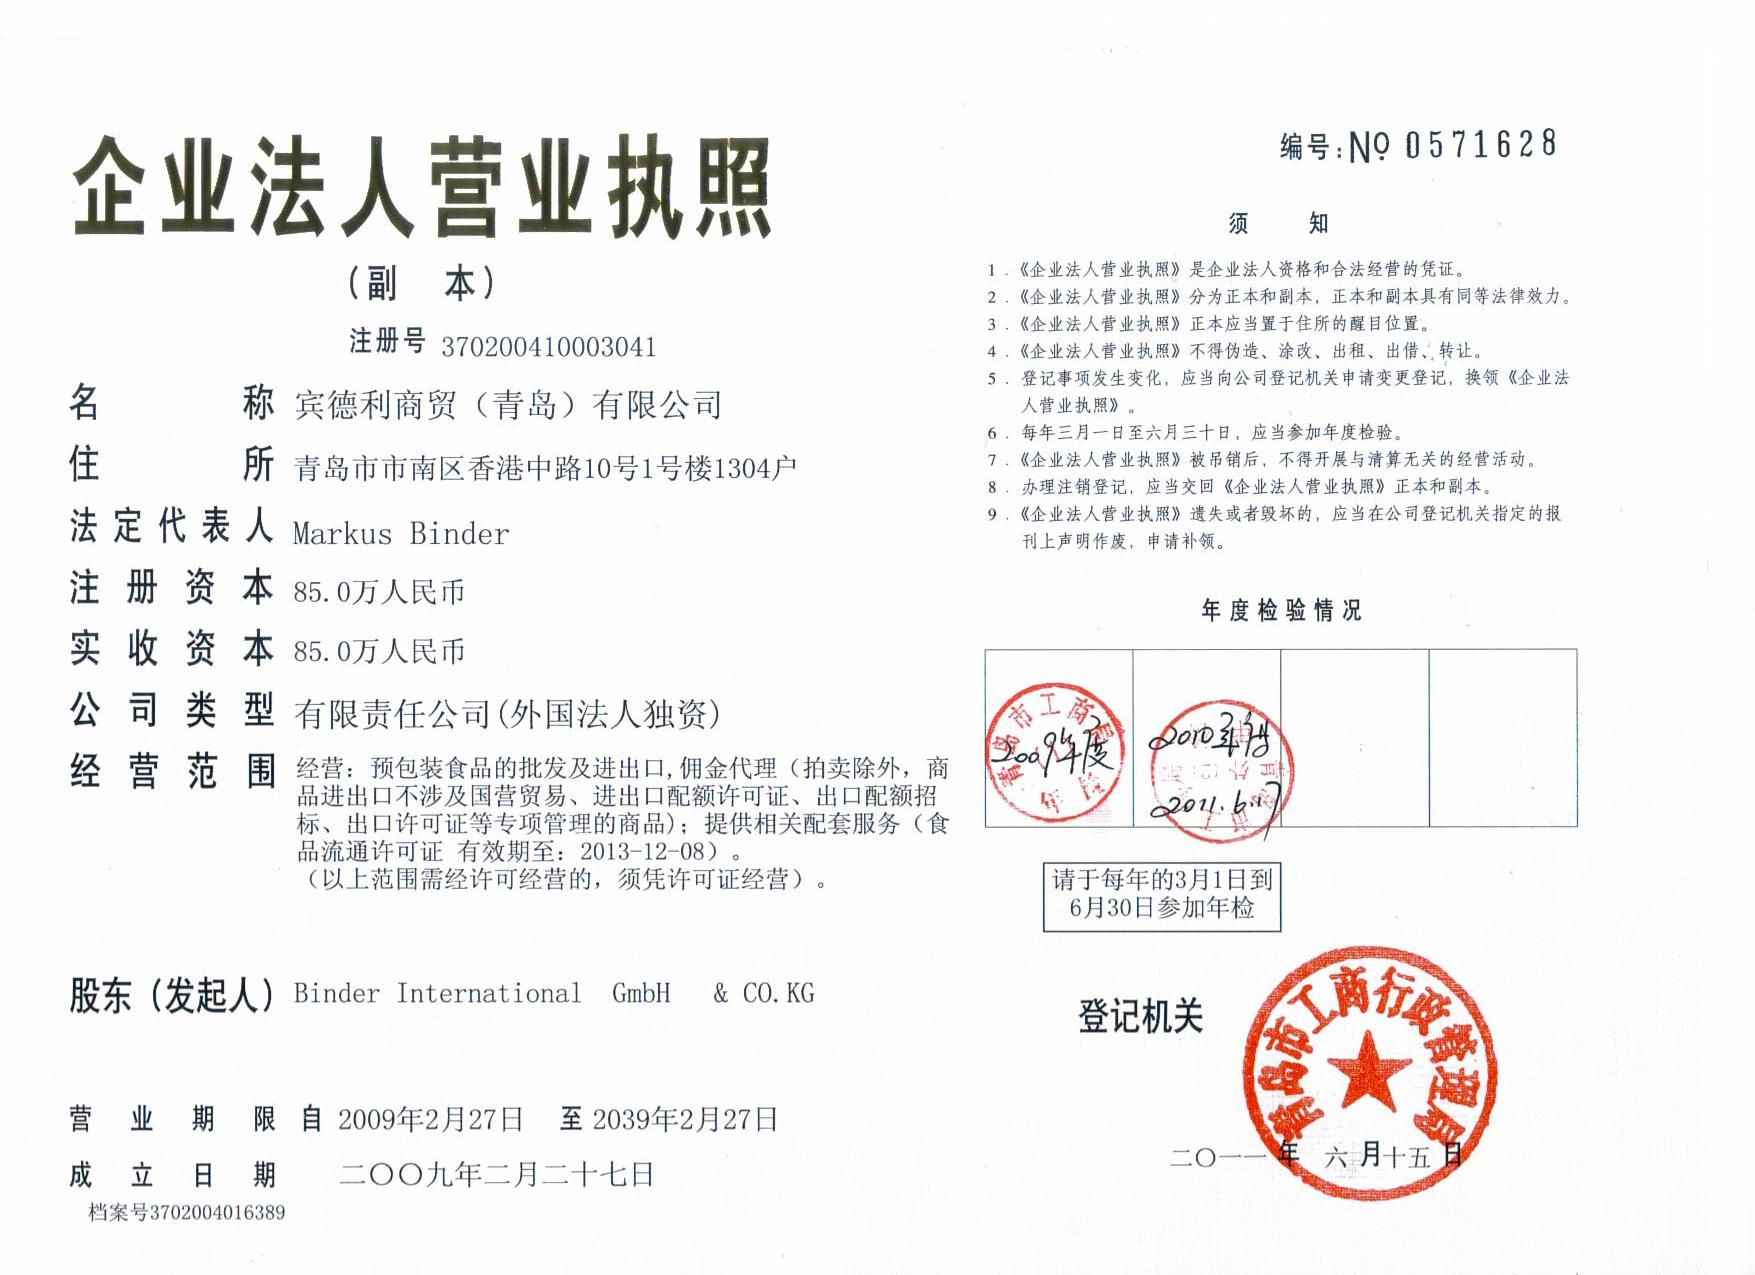 企业法人营业执照
（副 本）
注册号 370200410003041
名 称 宾德利商贸（青岛）有限公司
住 所 青岛市市南区香港中路10号1号楼1304户
法定代表人 Markus Binder
注册资本 85.0万人民币
实收资本 85.0万人民币
公司类型 有限责任公司(外国法人独资)
经营范围 经营：预包装食品的批发及进出口,佣金代理（拍卖除外，商
品进出口不涉及国营贸易、进出口配额许可证、出口配额招
标、出口许可证等专项管理的商品）；提供相关配套服务（食
品流通许可证 有效期至：2013-12-08）。
（以上范围需经许可经营的，须凭许可证经营）。
股东（发起人） Binder International GmbH & CO.KG
营业期限 自 2009年2月27日 至 2039年2月27日
成立日期 二〇〇九年二月二十七日
档案号3702004016389
编号:No 0571628
须 知
1．《企业法人营业执照》是企业法人资格和合法经营的凭证。
2．《企业法人营业执照》分为正本和副本，正本和副本具有同等法律效力。
3．《企业法人营业执照》正本应当置于住所的醒目位置。
4．《企业法人营业执照》不得伪造、涂改、出租、出借、转让。
5．登记事项发生变化，应当向公司登记机关申请变更登记，换领《企业法
人营业执照》。
6．每年三月一日至六月三十日，应当参加年度检验。
7．《企业法人营业执照》被吊销后，不得开展与清算无关的经营活动。
8．办理注销登记，应当交回《企业法人营业执照》正本和副本。
9．《企业法人营业执照》遗失或者毁坏的，应当在公司登记机关指定的报
刊上声明作废，申请补领。
年度检验情况
青岛市工商局
2009年度
年检
2010年
2011.6.17
请于每年的3月1日到
6月30日参加年检
登记机关
青岛市工商行政管理局
二〇一一年 六月十五日